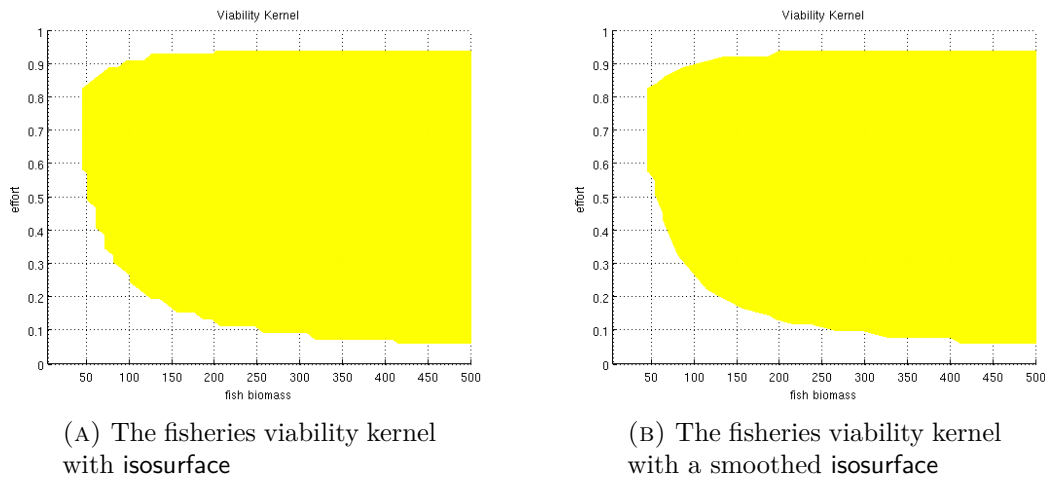 Viability Kernel
1
0.9
0.8
0.7
0.6
0.5
0.4
0.3
0.2
0.1
0
effort
50 100 150 200 250 300 350 400 450 500
fish biomass
(A) The fisheries viability kernel
with isosurface
Viability Kernel
1
0.9
0.8
0.7
0.6
0.5
0.4
0.3
0.2
0.1
0
effort
50 100 150 200 250 300 350 400 450 500
fish biomass
(B) The fisheries viability kernel
with a smoothed isosurface